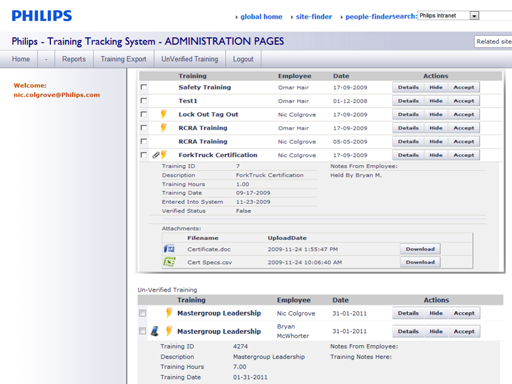 PHILIPS
global home site-finder people-finder search: Philips Intranet
Philips - Training Tracking System - ADMINISTRATION PAGES
Related site
Home - Reports Training Export UnVerified Training Logout
Welcome:
nic.colgrove@Philips.com
Training Employee Date Actions
Safety Training Omar Hair 17-09-2009 Details Hide Accept
Test1 Omar Hair 01-12-2008 Details Hide Accept
Lock Out Tag Out Nic Colgrove 17-09-2009 Details Hide Accept
RCRA Training Omar Hair 17-09-2009 Details Hide Accept
RCRA Training Nic Colgrove 05-05-2009 Details Hide Accept
ForkTruck Certification Nic Colgrove 17-09-2009 Details Hide Accept
Training ID 7 Notes From Employee:
Description ForkTruck Certification Held By Bryan M.
Training Hours 1.00
Training Date 09-17-2009
Entered Into System 11-23-2009
Verified Status False
Attachments:
Filename UploadDate
Certificate.doc 2009-11-24 1:55:47 PM Download
Cert Specs.csv 2009-11-24 10:06:40 AM Download
Un-Verified Training
Training Employee Date Actions
Mastergroup Leadership Nic Colgrove 31-01-2011 Details Hide Accept
Mastergroup Leadership Bryan McWhorter 31-01-2011 Details Hide Accept
Training ID 4274 Notes From Employee:
Description Mastergroup Leadership Training Notes Here:
Training Hours 7.00
Training Date 01-31-2011